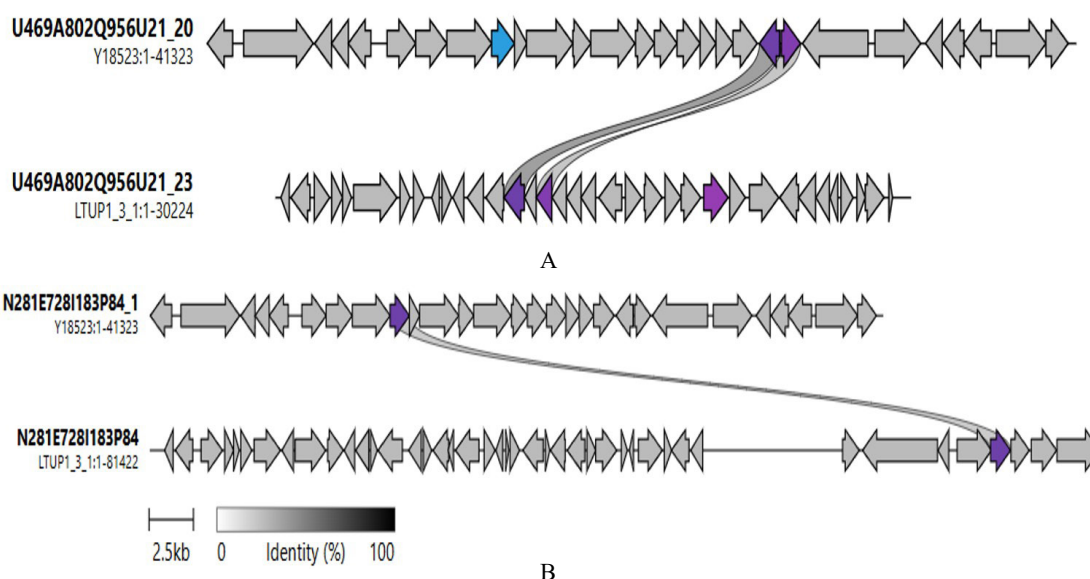 U469A802Q956U21_20
Y18523:1-41323
U469A802Q956U21_23
LTUP1_3_1:1-30224
A
N281E728I183P84_1
Y18523:1-41323
N281E728I183P84
LTUP1_3_1:1-81422
2.5kb
0 Identity (%) 100
B